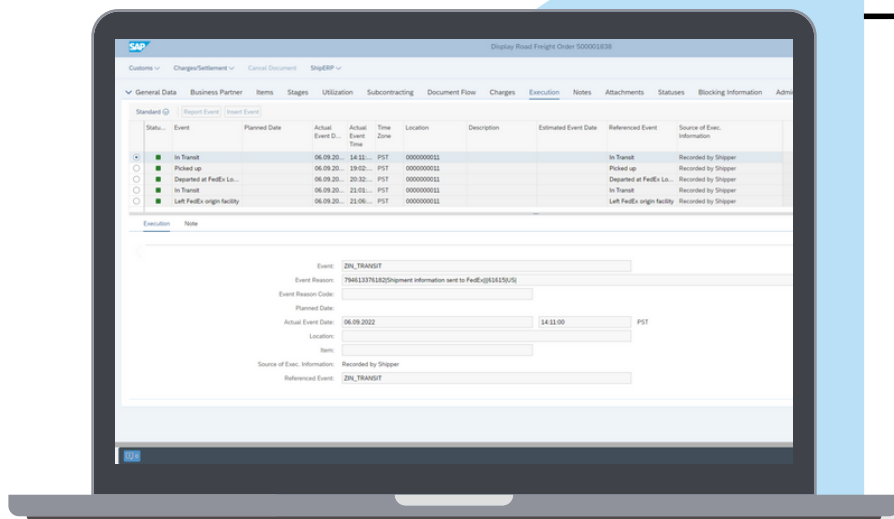 SAP
Display Road Freight Order 500001838
Customs Charges/Settlement Cancel Document ShipERP
General Data Business Partner Items Stages Utilization Subcontracting Document Flow Charges Execution Notes Attachments Statuses Blocking Information Admi
Standard Report Event Insert Event
Statu... Event Planned Date Actual Event D... Actual Event Time Time Zone Location Description Estimated Event Date Referenced Event Source of Exec. Information
In Transit 06.09.20... 14:11:... PST 0000000011 In Transit Recorded by Shipper
Picked up 06.09.20... 19:02:... PST 0000000011 Picked up Recorded by Shipper
Departed at FedEx Lo... 06.09.20... 20:32:... PST 0000000011 Departed at FedEx Lo... Recorded by Shipper
In Transit 06.09.20... 21:01:... PST 0000000011 In Transit Recorded by Shipper
Left FedEx origin facility 06.09.20... 21:06:... PST 0000000011 Left FedEx origin facility Recorded by Shipper
Execution Note
Event: ZIN_TRANSIT
Event Reason: 794613376182|Shipment information sent to FedEx|||61615|US|
Event Reason Code:
Planned Date:
Actual Event Date: 06.09.2022 14:11:00 PST
Location:
Item:
Source of Exec. Information: Recorded by Shipper
Referenced Event: ZIN_TRANSIT